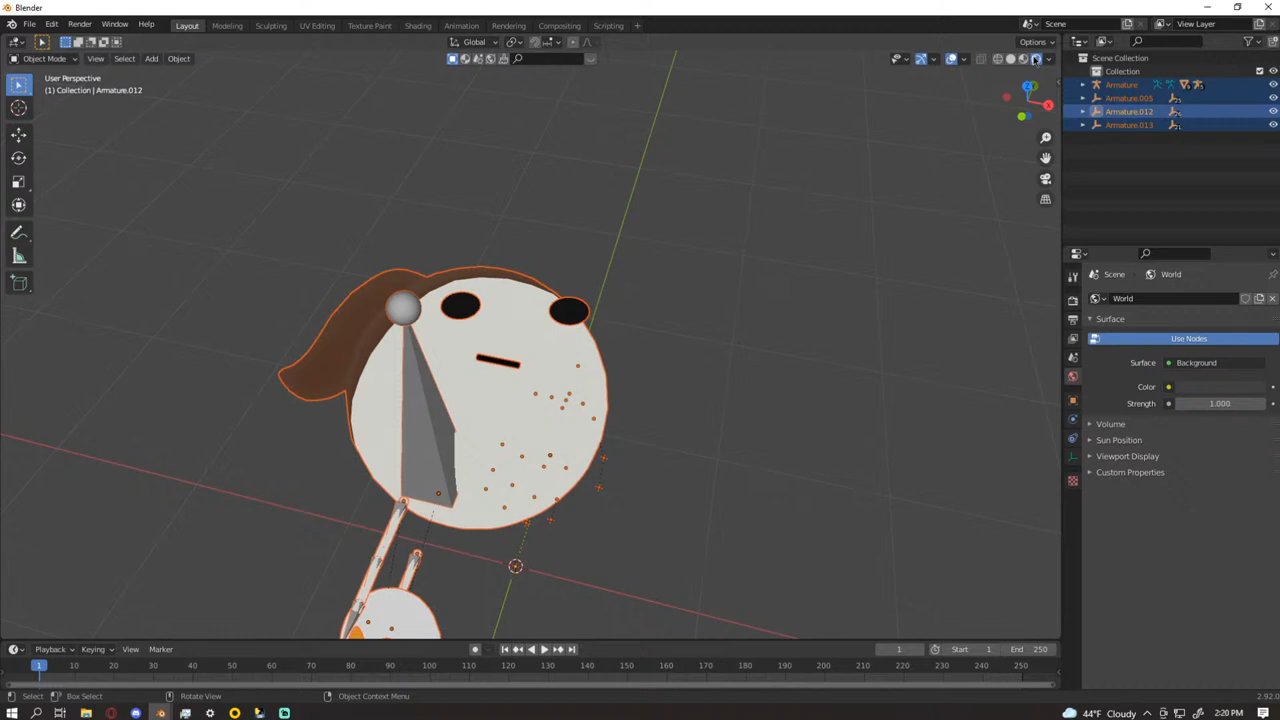 Blender
File Edit Render Window Help Layout Modeling Sculpting UV Editing Texture Paint Shading Animation Rendering Compositing Scripting + Scene View Layer
Global Options
Object Mode View Select Add Object
User Perspective
(1) Collection | Armature.012
Scene Collection
Collection
Armature
Armature.005
Armature.012
Armature.013
Z
X
Scene > World
World
Surface
Use Nodes
Surface Background
Color
Strength 1.000
Volume
Sun Position
Viewport Display
Custom Properties
Playback Keying View Marker 1 Start 1 End 250
1 10 20 30 40 50 60 70 80 90 100 110 120 130 140 150 160 170 180 190 200 210 220 230 240 250
Select Box Select Rotate View Object Context Menu 2.92.0
44°F Cloudy 2:20 PM